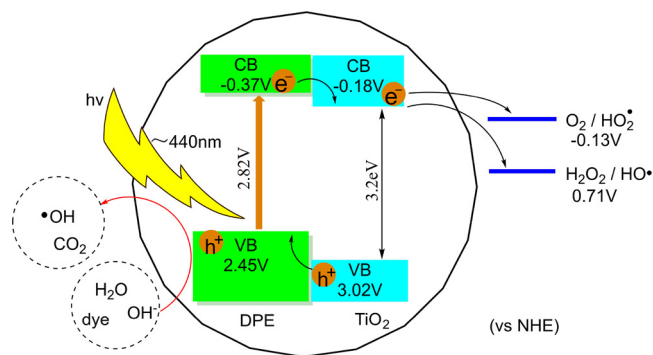 CB
-0.37V
e⁻
CB
-0.18V
e⁻
hv
440nm
2.82V
3.2eV
O₂ / HO₂•
-0.13V
H₂O₂ / HO•
0.71V
•OH
CO₂
h⁺
VB
2.45V
h⁺
VB
3.02V
H₂O
OH⁻
dye
DPE
TiO₂
(vs NHE)